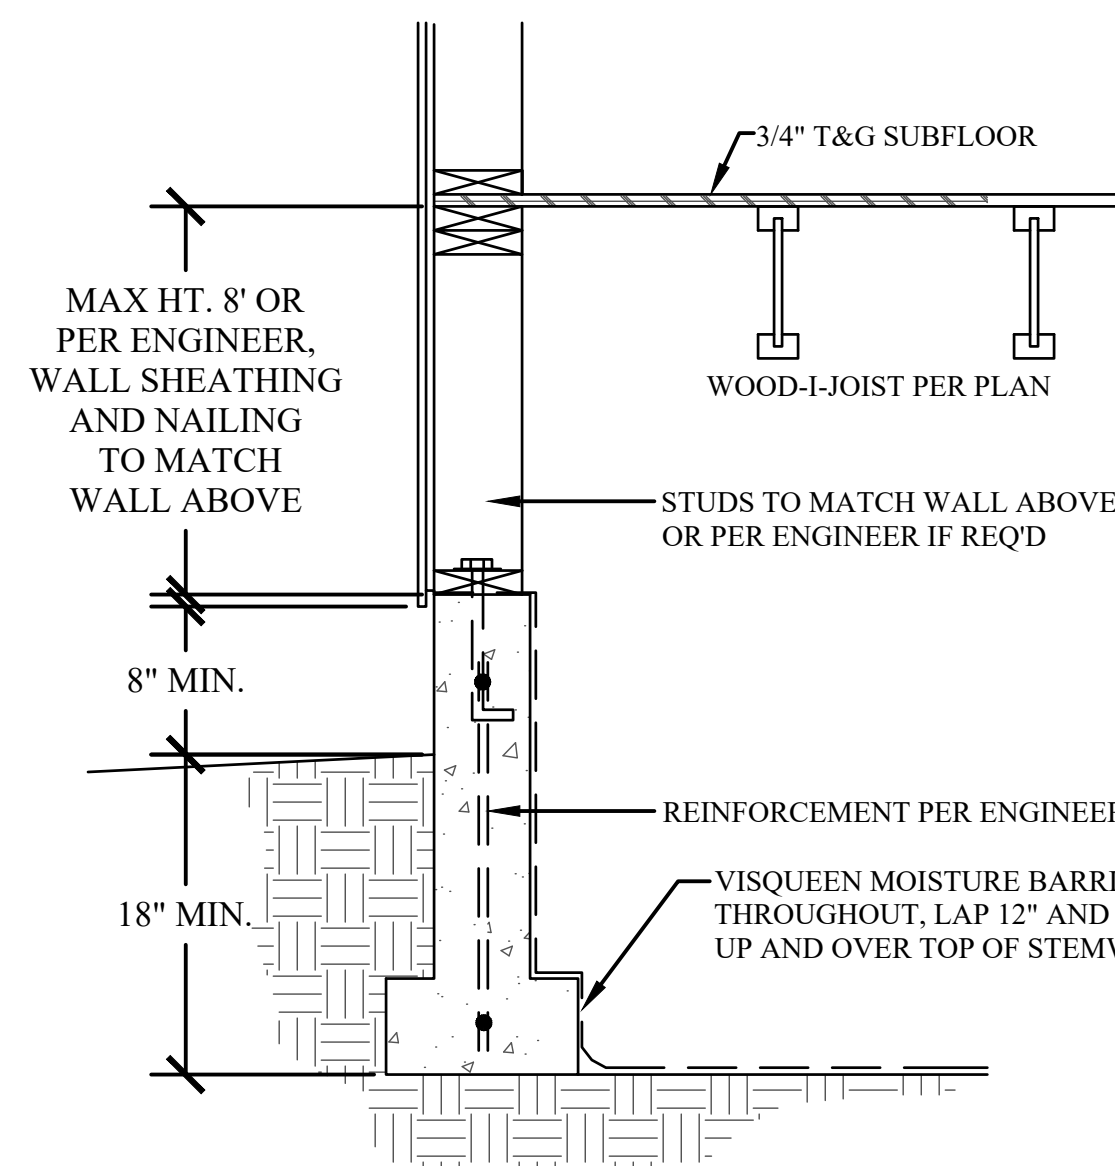 3/4" T&G SUBFLOOR
MAX HT. 8' OR
PER ENGINEER,
WALL SHEATHING
AND NAILING
TO MATCH
WALL ABOVE
WOOD-I-JOIST PER PLAN
STUDS TO MATCH WALL ABOVE
OR PER ENGINEER IF REQ'D
8" MIN.
REINFORCEMENT PER ENGINEER
18" MIN.
VISQUEEN MOISTURE
THROUGHOUT, LAP 12" AND
UP AND OVER TOP OF